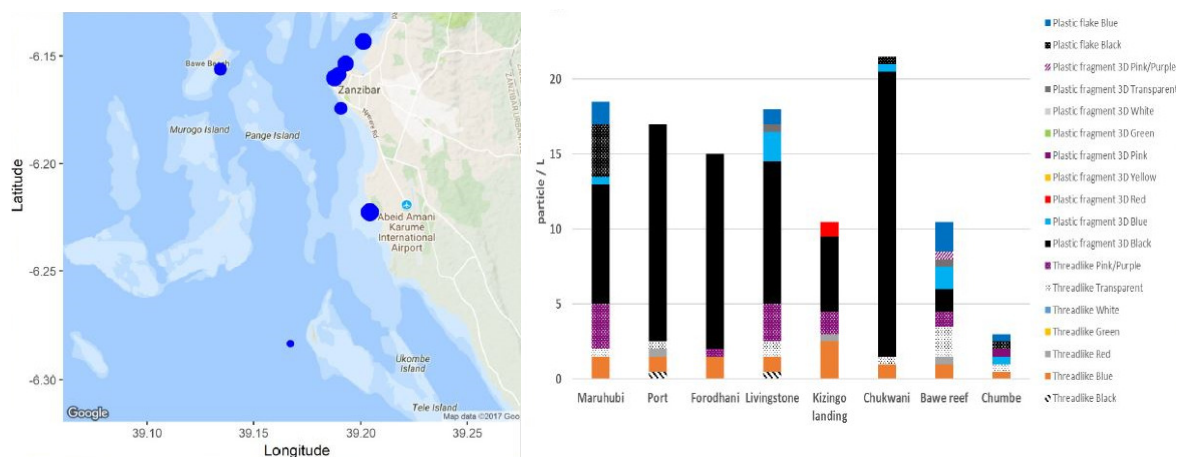 Latitude
-6.15
-6.20
-6.25
-6.30
Bawe Beach
Zanzibar
Murogo Island
Pange Island
Nyerere Rd
ZANZIBAR URBAN
Abeid Amani
Karume
International
Airport
Ukombe
Island
Tele Island
Google
Map data ©2017 Goo
39.10
39.15
39.20
39.25
Longitude
particle / L
20
15
10
5
0
Maruhubi
Port
Forodhani
Livingstone
Kizingo
landing
Chukwani
Bawe reef
Chumbe
Plastic flake Blue
Plastic flake Black
Plastic fragment 3D Pink/Purple
Plastic fragment 3D Transparent
Plastic fragment 3D White
Plastic fragment 3D Green
Plastic fragment 3D Pink
Plastic fragment 3D Yellow
Plastic fragment 3D Red
Plastic fragment 3D Blue
Plastic fragment 3D Black
Threadlike Pink/Purple
Threadlike Transparent
Threadlike White
Threadlike Green
Threadlike Red
Threadlike Blue
Threadlike Black